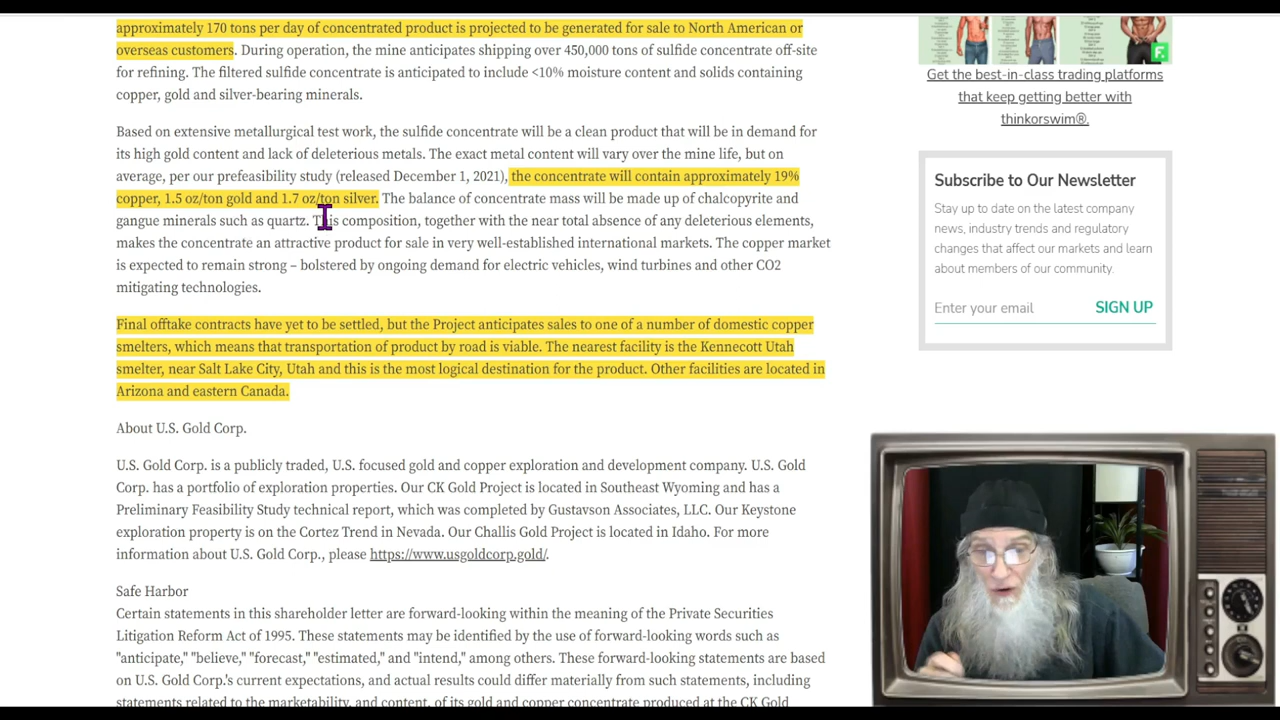 approximately 170 tons per day of concentrated product is projected to be generated for sale to North American or
overseas customers. During operation, the mine anticipates shipping over 450,000 tons of sulfide concentrate off-site
for refining. The filtered sulfide concentrate is anticipated to include <10% moisture content and solids containing
copper, gold and silver-bearing minerals.
Based on extensive metallurgical test work, the sulfide concentrate will be a clean product that will be in demand for
its high gold content and lack of deleterious metals. The exact metal content will vary over the mine life, but on
average, per our prefeasibility study (released December 1, 2021), the concentrate will contain approximately 19%
copper, 1.5 oz/ton gold and 1.7 oz/ton silver. The balance of concentrate mass will be made up of chalcopyrite and
gangue minerals such as quartz. This composition, together with the near total absence of any deleterious elements,
makes the concentrate an attractive product for sale in very well-established international markets. The copper market
is expected to remain strong – bolstered by ongoing demand for electric vehicles, wind turbines and other CO2
mitigating technologies.
Final offtake contracts have yet to be settled, but the Project anticipates sales to one of a number of domestic copper
smelters, which means that transportation of product by road is viable. The nearest facility is the Kennecott Utah
smelter, near Salt Lake City, Utah and this is the most logical destination for the product. Other facilities are located in
Arizona and eastern Canada.
About U.S. Gold Corp.
U.S. Gold Corp. is a publicly traded, U.S. focused gold and copper exploration and development company. U.S. Gold
Corp. has a portfolio of exploration properties. Our CK Gold Project is located in Southeast Wyoming and has a
Preliminary Feasibility Study technical report, which was completed by Gustavson Associates, LLC. Our Keystone
exploration property is on the Cortez Trend in Nevada. Our Challis Gold Project is located in Idaho. For more
information about U.S. Gold Corp., please https://www.usgoldcorp.gold/.
Safe Harbor
Certain statements in this shareholder letter are forward-looking within the meaning of the Private Securities
Litigation Reform Act of 1995. These statements may be identified by the use of forward-looking words such as
"anticipate," "believe," "forecast," "estimated," and "intend," among others. These forward-looking statements are based
on U.S. Gold Corp.'s current expectations, and actual results could differ materially from such statements, including
statements related to the marketability, and content, of its gold and copper concentrate produced at the CK Gold
Get the best-in-class trading platforms
that keep getting better with
thinkorswim®.
Subscribe to Our Newsletter
Stay up to date on the latest company
news, industry trends and regulatory
changes that affect our markets and learn
about members of our community.
Enter your email SIGN UP